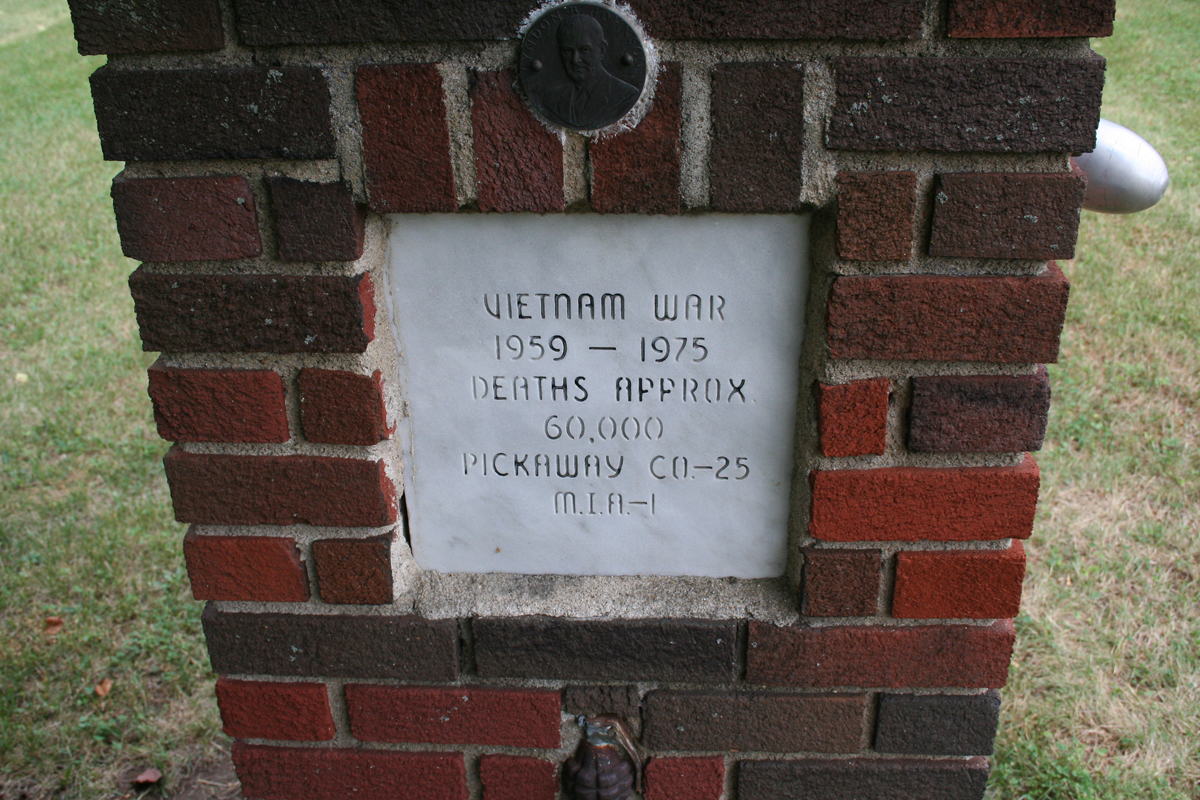 VIETNAM WAR
1959 — 1975
DEATHS APPROX.
60,000
PICKAWAY CO.-25
M.I.A.-1